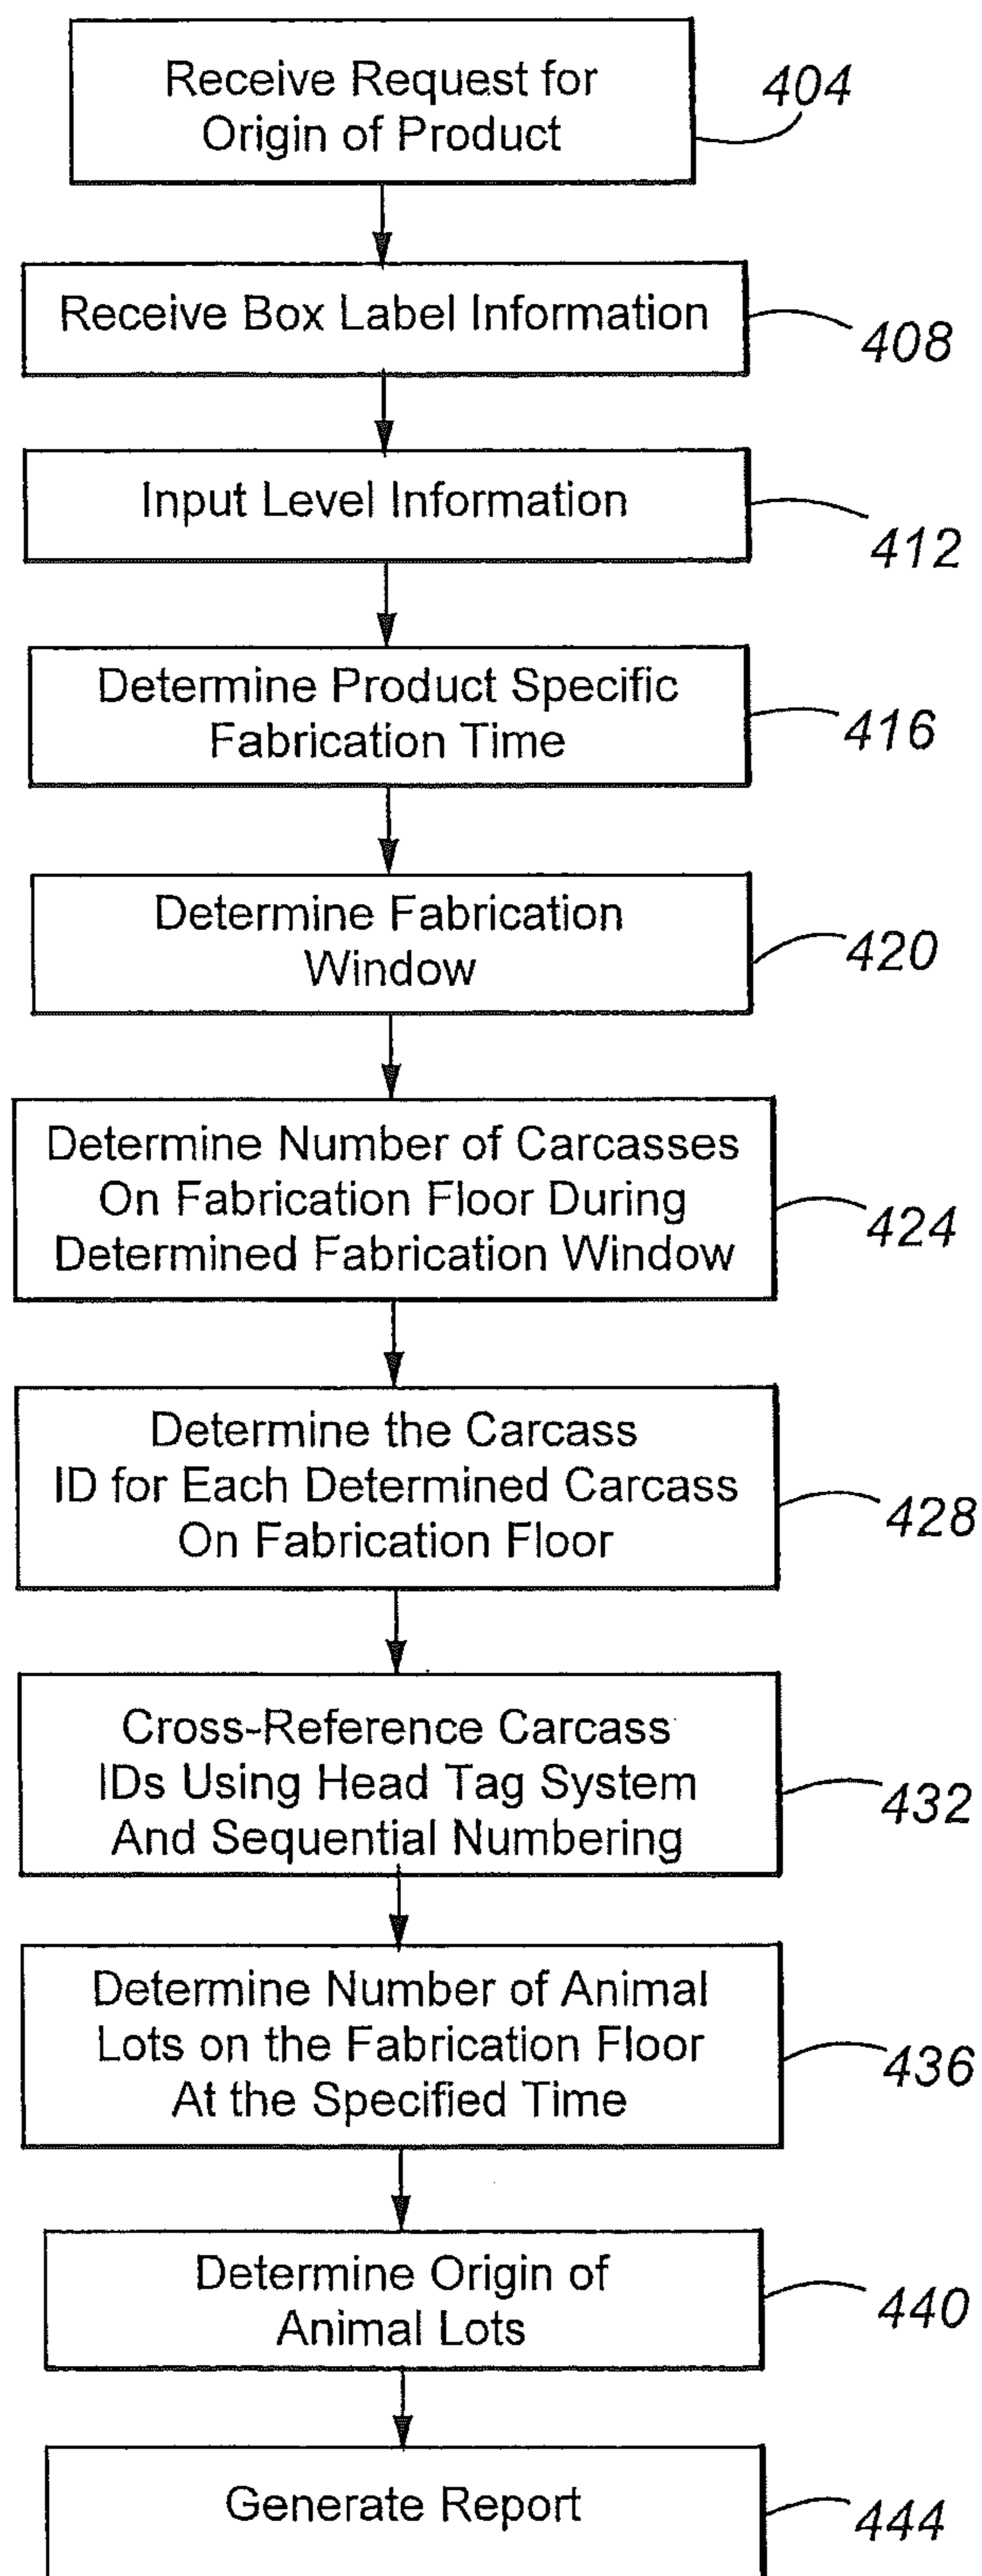 Receive Request for
Origin of Product
404
Receive Box Label Information
408
Input Level Information
412
Determine Product Specific
Fabrication Time
416
Determine Fabrication
Window
420
Determine Number of Carcasses
On Fabrication Floor During
Determined Fabrication Window
424
Determine the Carcass
ID for Each Determined Carcass
On Fabrication Floor
428
Cross-Reference Carcass
IDs Using Head Tag System
And Sequential Numbering
432
Determine Number of Animal
Lots on the Fabrication Floor
At the Specified Time
436
Determine Origin of
Animal Lots
440
Generate Report
444